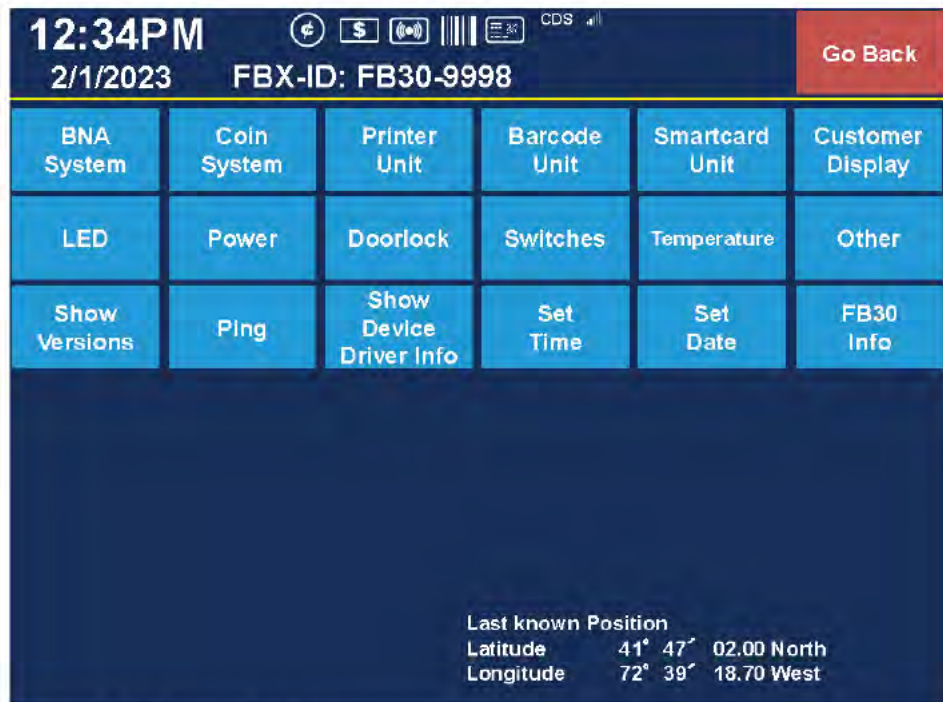 12:34PM
¢ $ CDS
Go Back
2/1/2023 FBX-ID: FB30-9998
BNA System
Coin System
Printer Unit
Barcode Unit
Smartcard Unit
Customer Display
LED
Power
Doorlock
Switches
Temperature
Other
Show Versions
Ping
Show Device Driver Info
Set Time
Set Date
FB30 Info
Last known Position
Latitude 41° 47´ 02.00 North
Longitude 72° 39´ 18.70 West